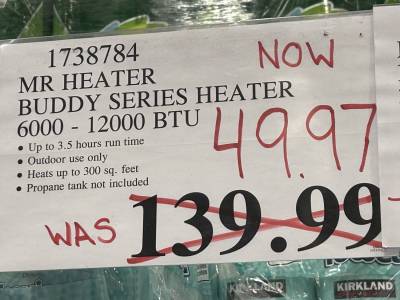 1738784
NOW
MR HEATER
BUDDY SERIES HEATER
6000 - 12000 BTU
49.97
• Up to 3.5 hours run time
• Outdoor use only
• Heats up to 300 sq. feet
• Propane tank not included
WAS 139.99
KIRKLAND
KIRKLAND